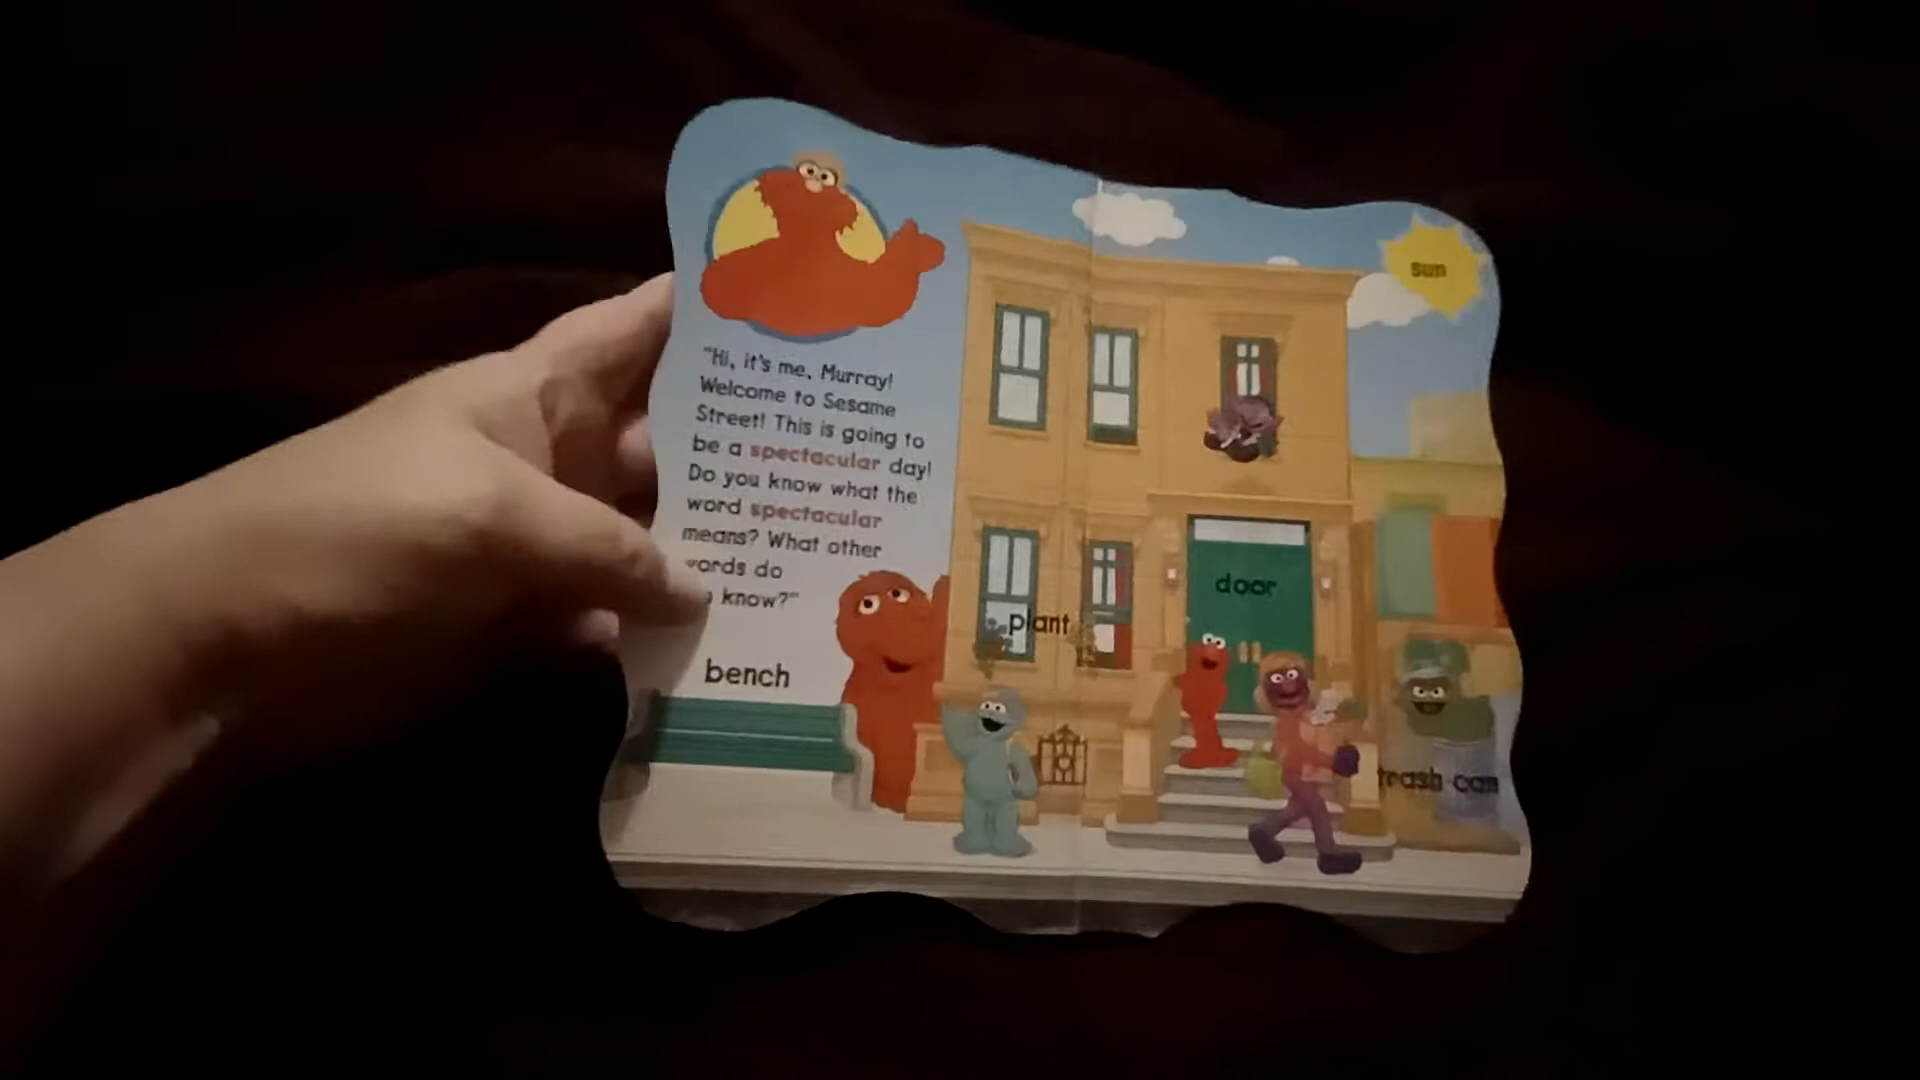 "Hi, it's me, Murray!
Welcome to Sesame
Street! This is going to
be a spectacular day!
Do you know what the
word spectacular
means? What other
words do
know?"
bench
plant
door
sun
trash can